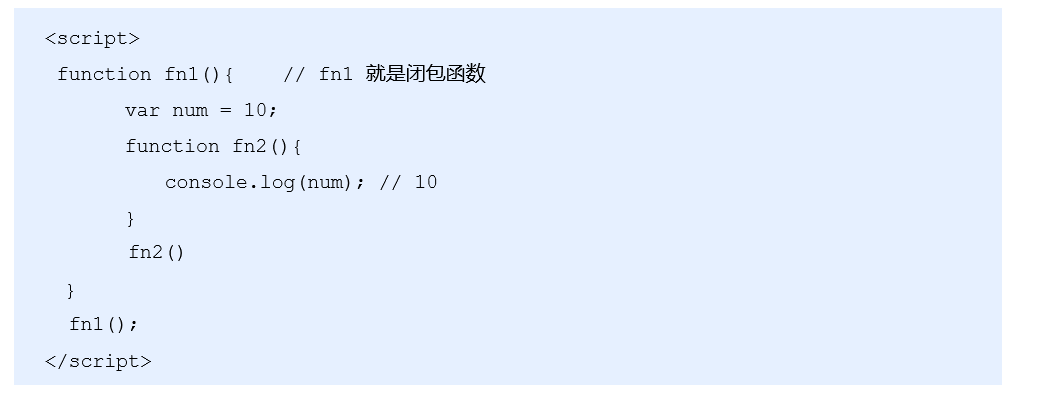 <script>
function fn1(){ // fn1 就是闭包函数
var num = 10;
function fn2(){
console.log(num); // 10
}
fn2()
}
fn1();
</script>